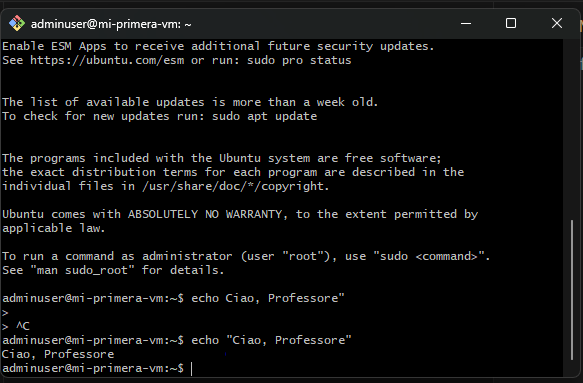 adminuser@mi-primera-vm: ~
Enable ESM Apps to receive additional future security updates.
See https://ubuntu.com/esm or run: sudo pro status
The list of available updates is more than a week old.
To check for new updates run: sudo apt update
The programs included with the Ubuntu system are free software;
the exact distribution terms for each program are described in the
individual files in /usr/share/doc/*/copyright.
Ubuntu comes with ABSOLUTELY NO WARRANTY, to the extent permitted by
applicable law.
To run a command as administrator (user "root"), use "sudo <command>".
See "man sudo_root" for details.
adminuser@mi-primera-vm:~$ echo Ciao, Professore"
>
> ^C
adminuser@mi-primera-vm:~$ echo "Ciao, Professore"
Ciao, Professore
adminuser@mi-primera-vm:~$